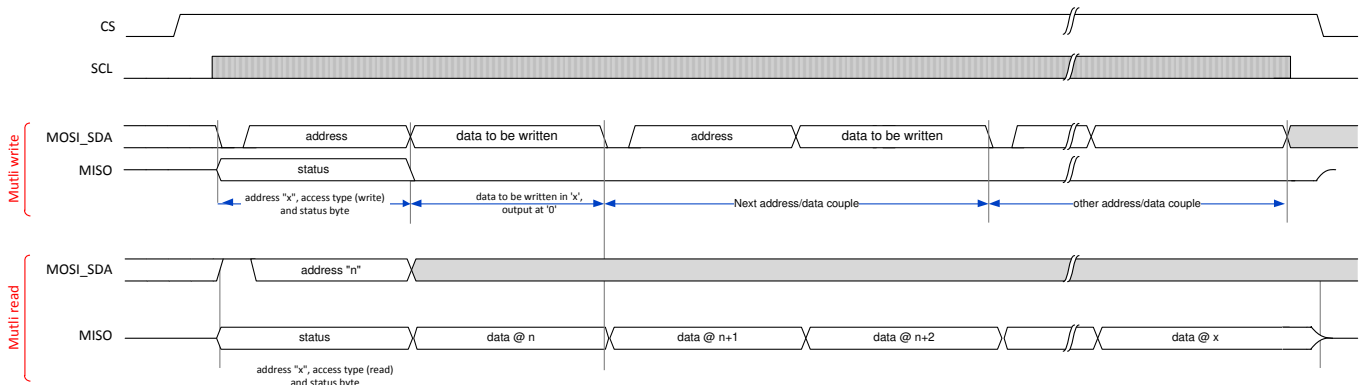 CS
SCL
Mutli write
MOSI_SDA
address
data to be written
address
data to be written
MISO
status
address "x", access type (write)
and status byte
data to be written in 'x',
output at '0'
Next address/data couple
other address/data couple
Mutli read
MOSI_SDA
address "n"
MISO
status
data @ n
data @ n+1
data @ n+2
data @ x
address "x", access type (read)
and status byte